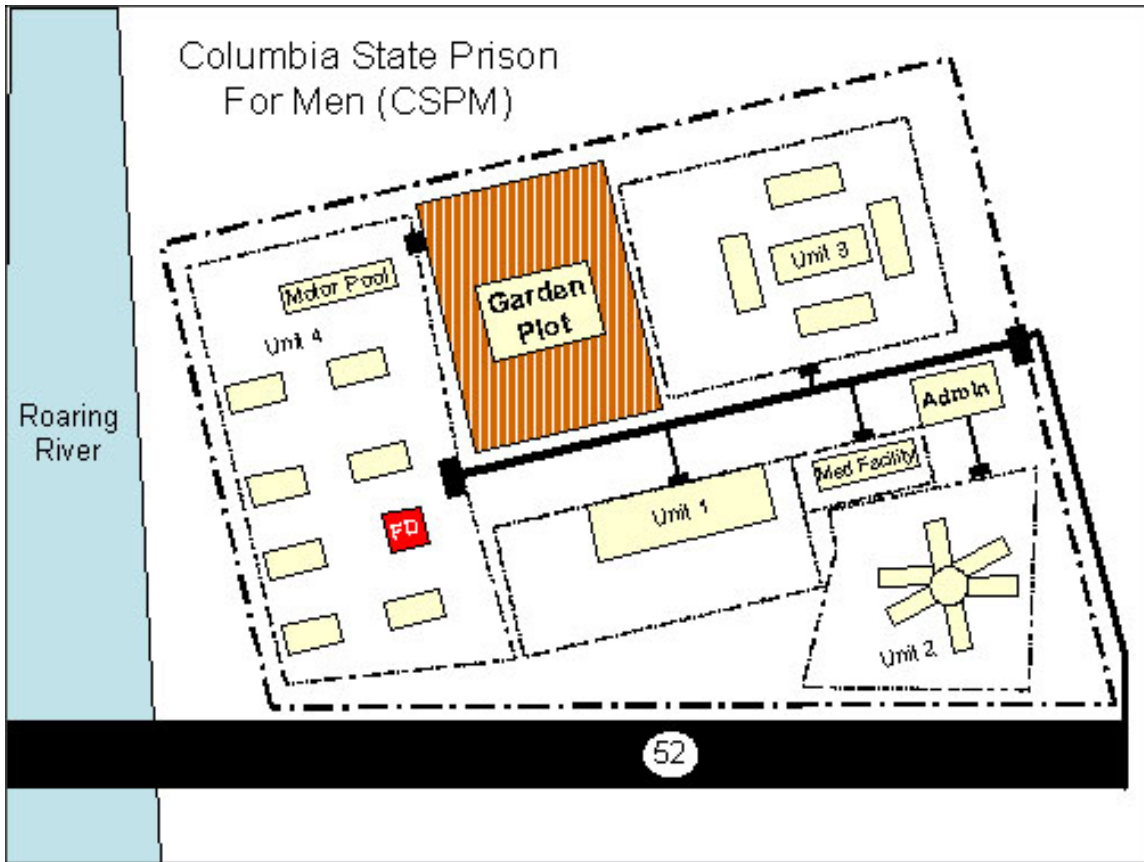 Columbia State Prison
For Men (CSPM)
Motor Pool
Garden
Plot
Unit 3
Unit 4
Admin
Roaring
River
Med Facility
Unit 1
FD
Unit 2
52